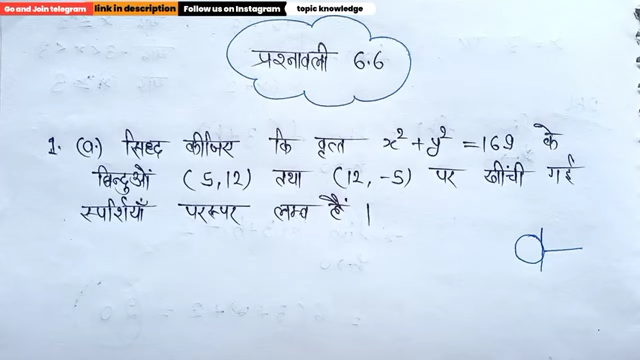 Go and Join telegram link in description Follow us on Instagram topic knowledge
प्रश्नावली 6.6
1. (a.) सिद्ध कीजिए कि वृत्त x² + y² = 169 के
बिन्दुओं (5,12) तथा (12, -5) पर खींची गई
स्पर्शियाँ परस्पर लम्ब हैं ।